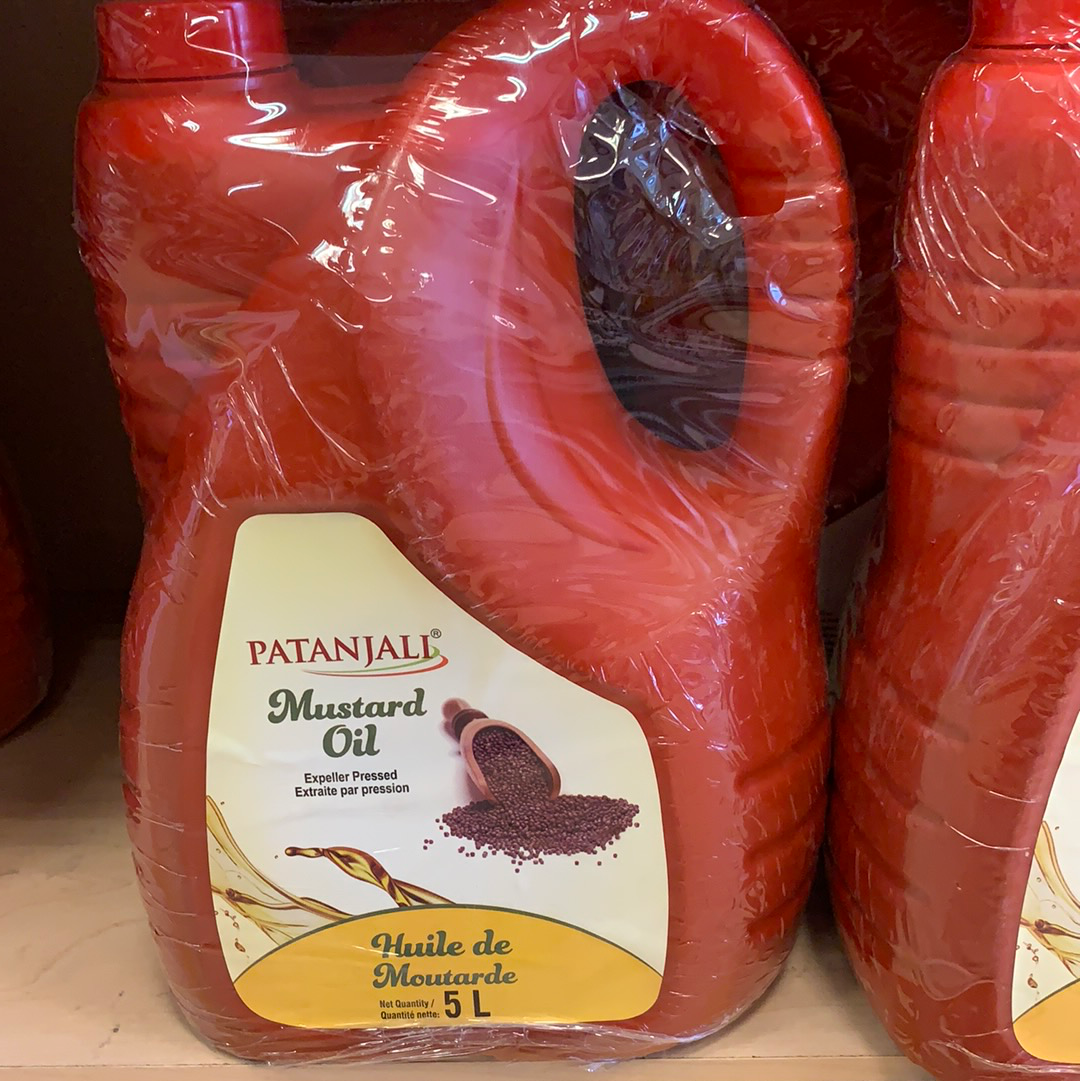 PATANJALI®
Mustard
Oil
Expeller Pressed
Extraite par pression
Huile de
Moutarde
Net Quantity /
Quantité nette: 5 L